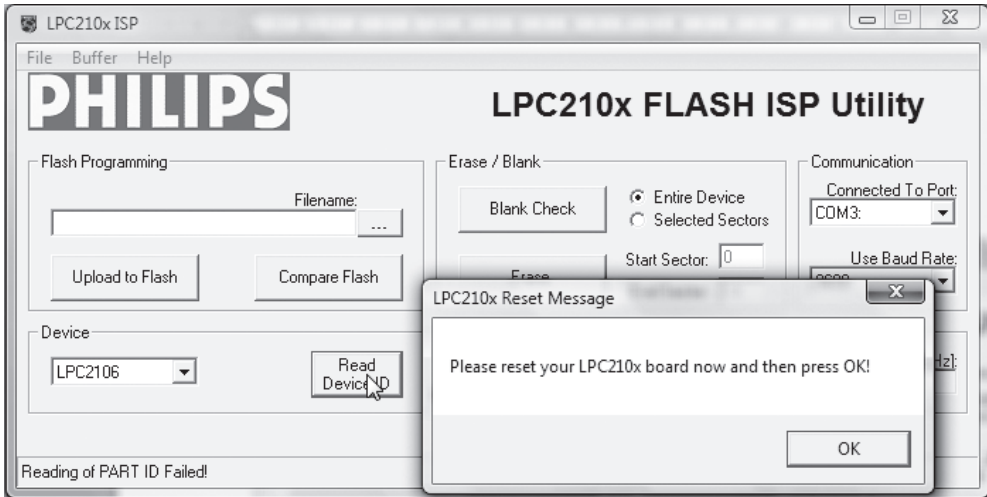 LPC210x ISP
File Buffer Help
PHILIPS
LPC210x FLASH ISP Utility
Flash Programming
Filename:
...
Upload to Flash
Compare Flash
Erase / Blank
Blank Check
Entire Device
Selected Sectors
Erase
Start Sector: 0
Communication
Connected To Port:
COM3:
Use Baud Rate:
Device
LPC2106
Read
Device ID
LPC210x Reset Message
Please reset your LPC210x board now and then press OK!
OK
Hz]:
Reading of PART ID Failed!